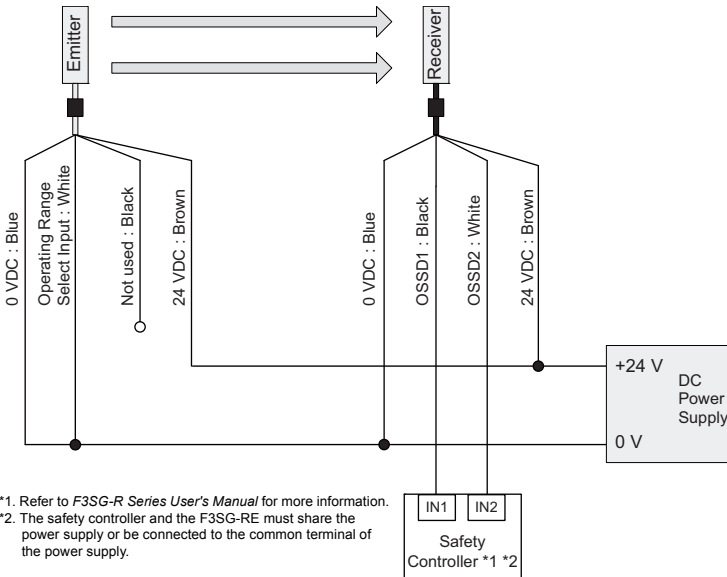 Emitter
Receiver
0 VDC : Blue
Operating Range
Select Input : White
Not used : Black
24 VDC : Brown
0 VDC : Blue
OSSD1 : Black
OSSD2 : White
24 VDC : Brown
+24 V
DC
Power
Supply
0 V
*1. Refer to F3SG-R Series User's Manual for more information.
*2. The safety controller and the F3SG-RE must share the
power supply or be connected to the common terminal of
the power supply.
IN1
IN2
Safety
Controller *1 *2